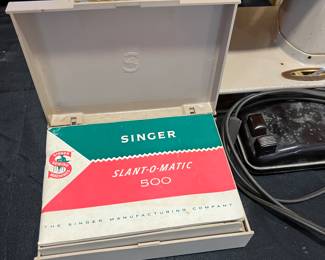 S
SINGER
SLANT-O-MATIC
500
THE SINGER MANUFACTURING COMPANY